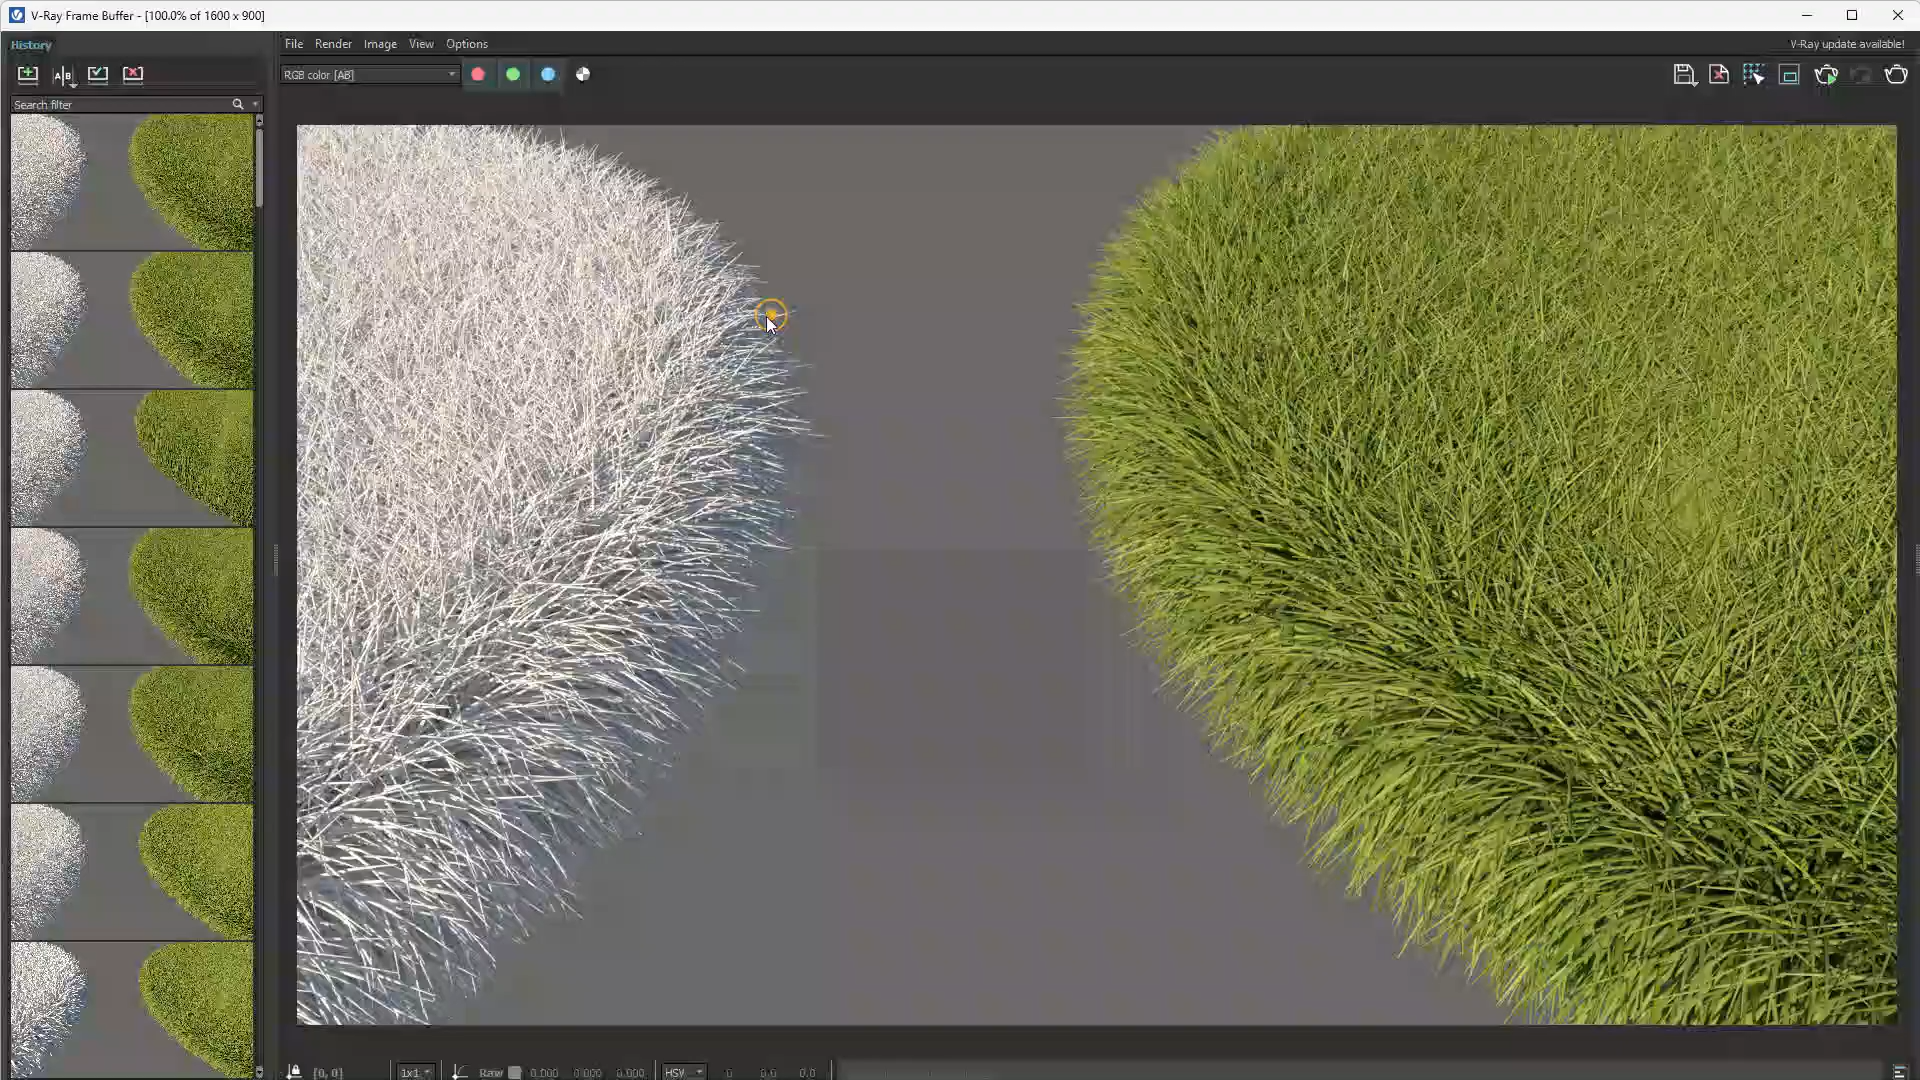 V-Ray Frame Buffer - [100.0% of 1600 x 900]
History
File Render Image View Options
V-Ray update available!
A B
RGB color [AB]
Search filter
[0, 0]
1x1
Raw
0.000 0.000 0.000
HSV
0 0.0 0.0